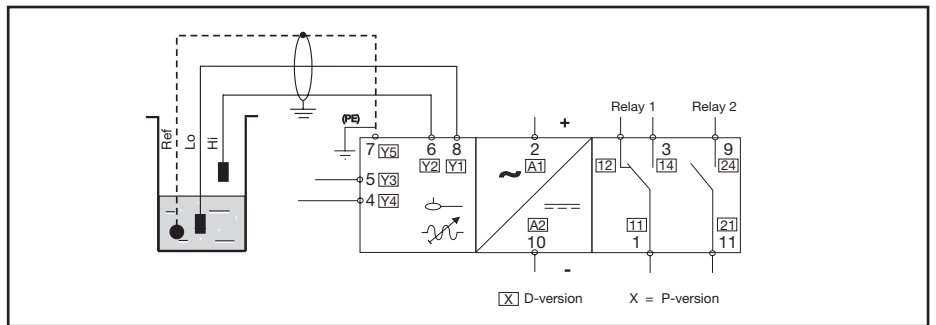 Relay 1 Relay 2
+
(PE)
Ref
Lo
Hi
7 Y5 6 8 2 3 9
Y2 Y1 A1 12 14 24
5 Y3
4 Y4
A2 11 21
10 1 11
-
X D-version X = P-version